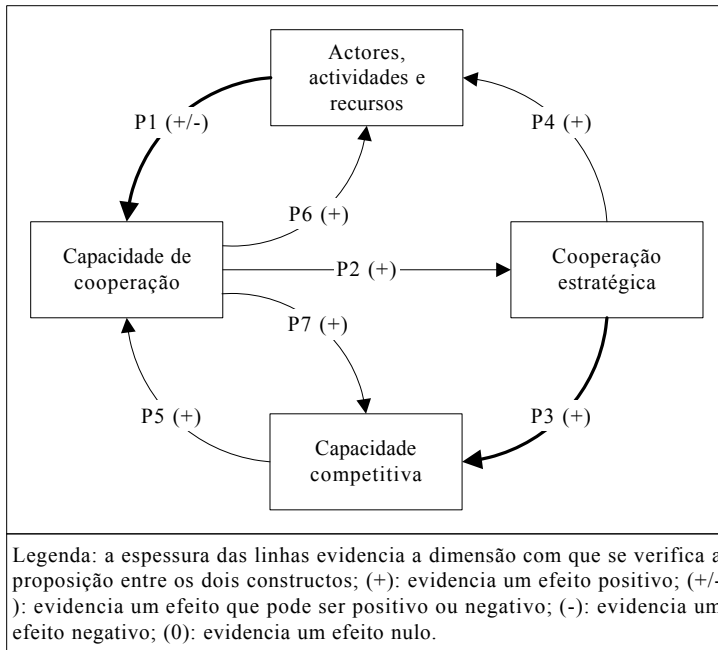 Actores,
actividades e
recursos
P1 (+/-)
P4 (+)
P6 (+)
Capacidade de
cooperação
P2 (+)
Cooperação
estratégica
P7 (+)
P5 (+)
P3 (+)
Capacidade
competitiva
Legenda: a espessura das linhas evidencia a dimensão com que se verifica a
proposição entre os dois constructos; (+): evidencia um efeito positivo; (+/-
): evidencia um efeito que pode ser positivo ou negativo; (-): evidencia um
efeito negativo; (0): evidencia um efeito nulo.